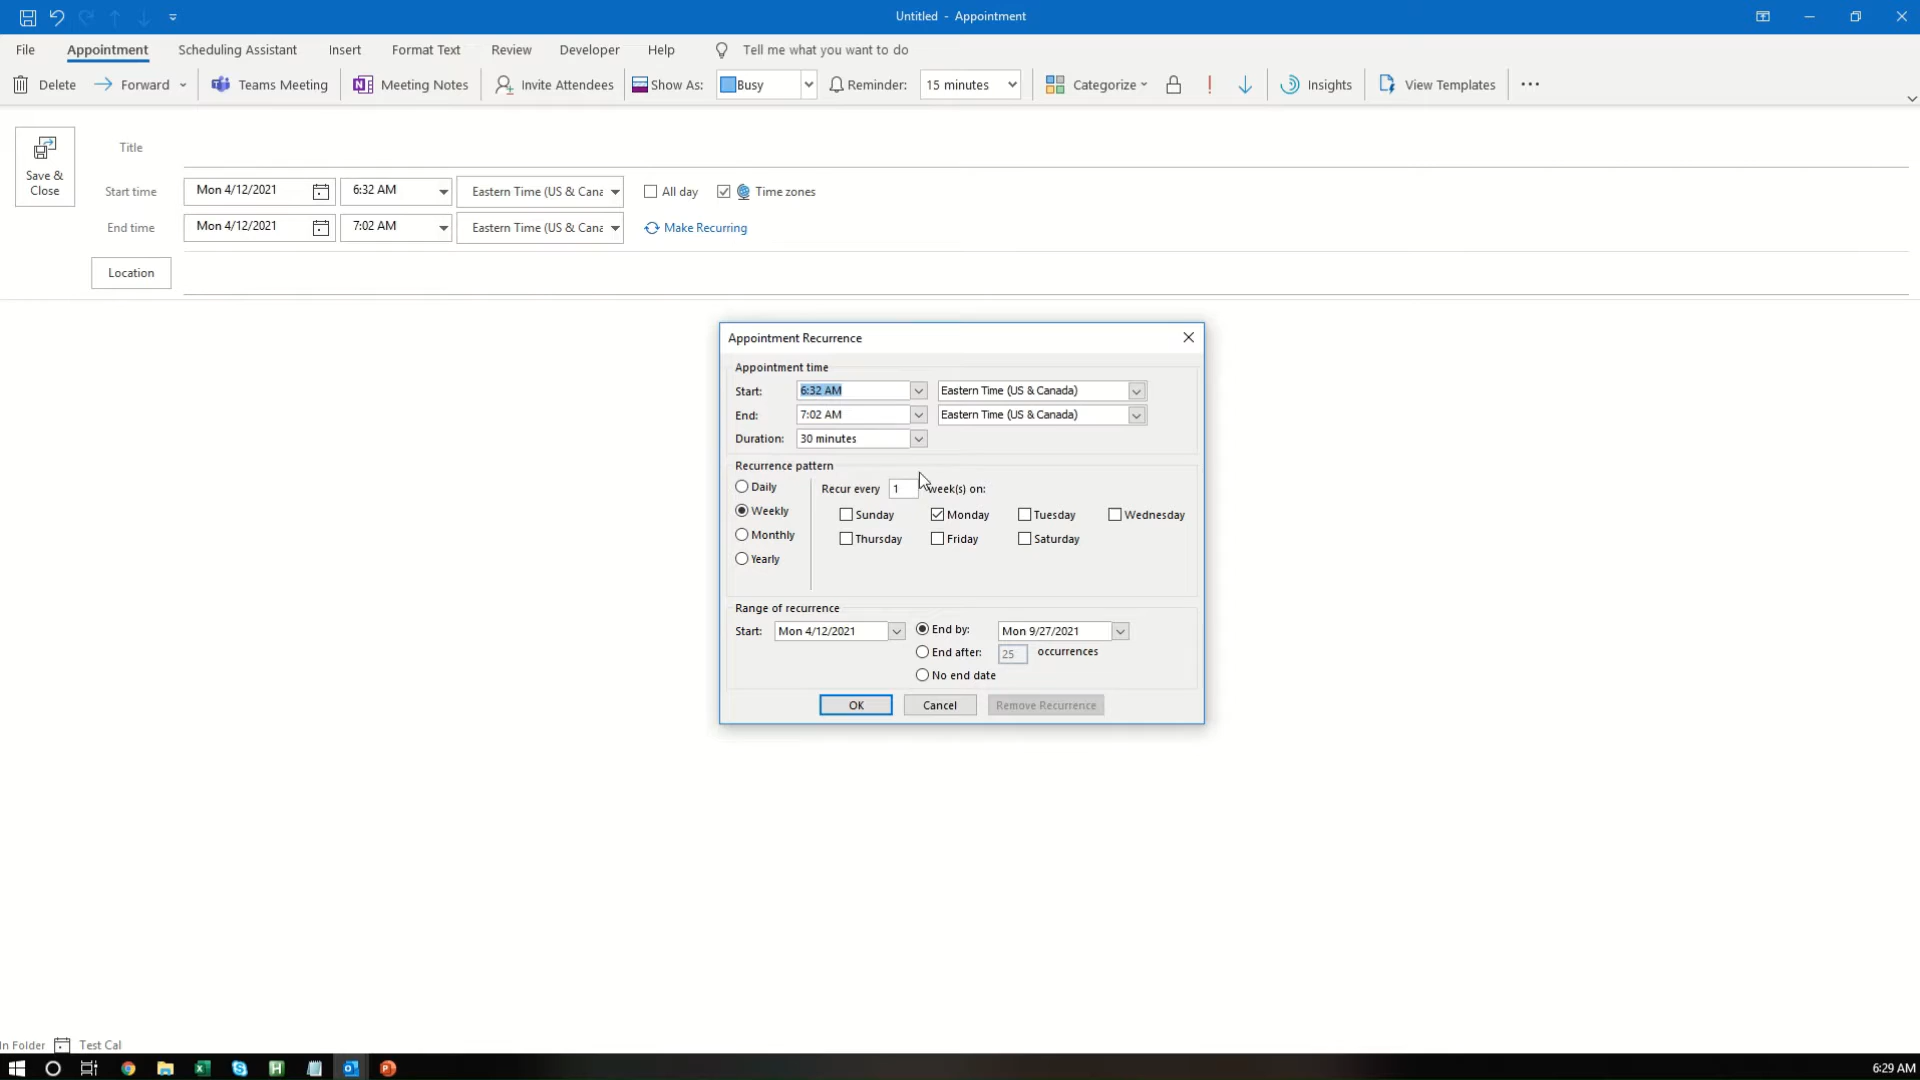 Untitled - Appointment
File Appointment Scheduling Assistant Insert Format Text Review Developer Help Tell me what you want to do
Delete Forward Teams Meeting Meeting Notes Invite Attendees Show As: Busy Reminder: 15 minutes Categorize Insights View Templates ...
Save & Close
Title
Start time Mon 4/12/2021 6:32 AM Eastern Time (US & Cana All day Time zones
End time Mon 4/12/2021 7:02 AM Eastern Time (US & Cana Make Recurring
Location
Appointment Recurrence
Appointment time
Start: 6:32 AM Eastern Time (US & Canada)
End: 7:02 AM Eastern Time (US & Canada)
Duration: 30 minutes
Recurrence pattern
Daily Recur every 1 week(s) on:
Weekly Sunday Monday Tuesday Wednesday
Monthly Thursday Friday Saturday
Yearly
Range of recurrence
Start: Mon 4/12/2021 End by: Mon 9/27/2021
End after: 25 occurrences
No end date
OK Cancel Remove Recurrence
In Folder Test Cal
6:29 AM